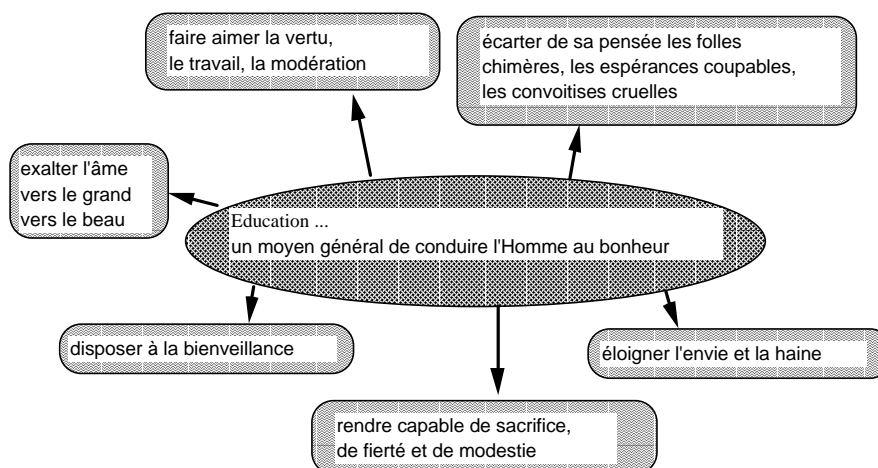 faire aimer la vertu,
le travail, la modération
écarter de sa pensée les folles
chimères, les espérances coupables,
les convoitises cruelles
exalter l'âme
vers le grand
vers le beau
Education ...
un moyen général de conduire l'Homme au bonheur
disposer à la bienveillance
éloigner l'envie et la haine
rendre capable de sacrifice,
de fierté et de modestie